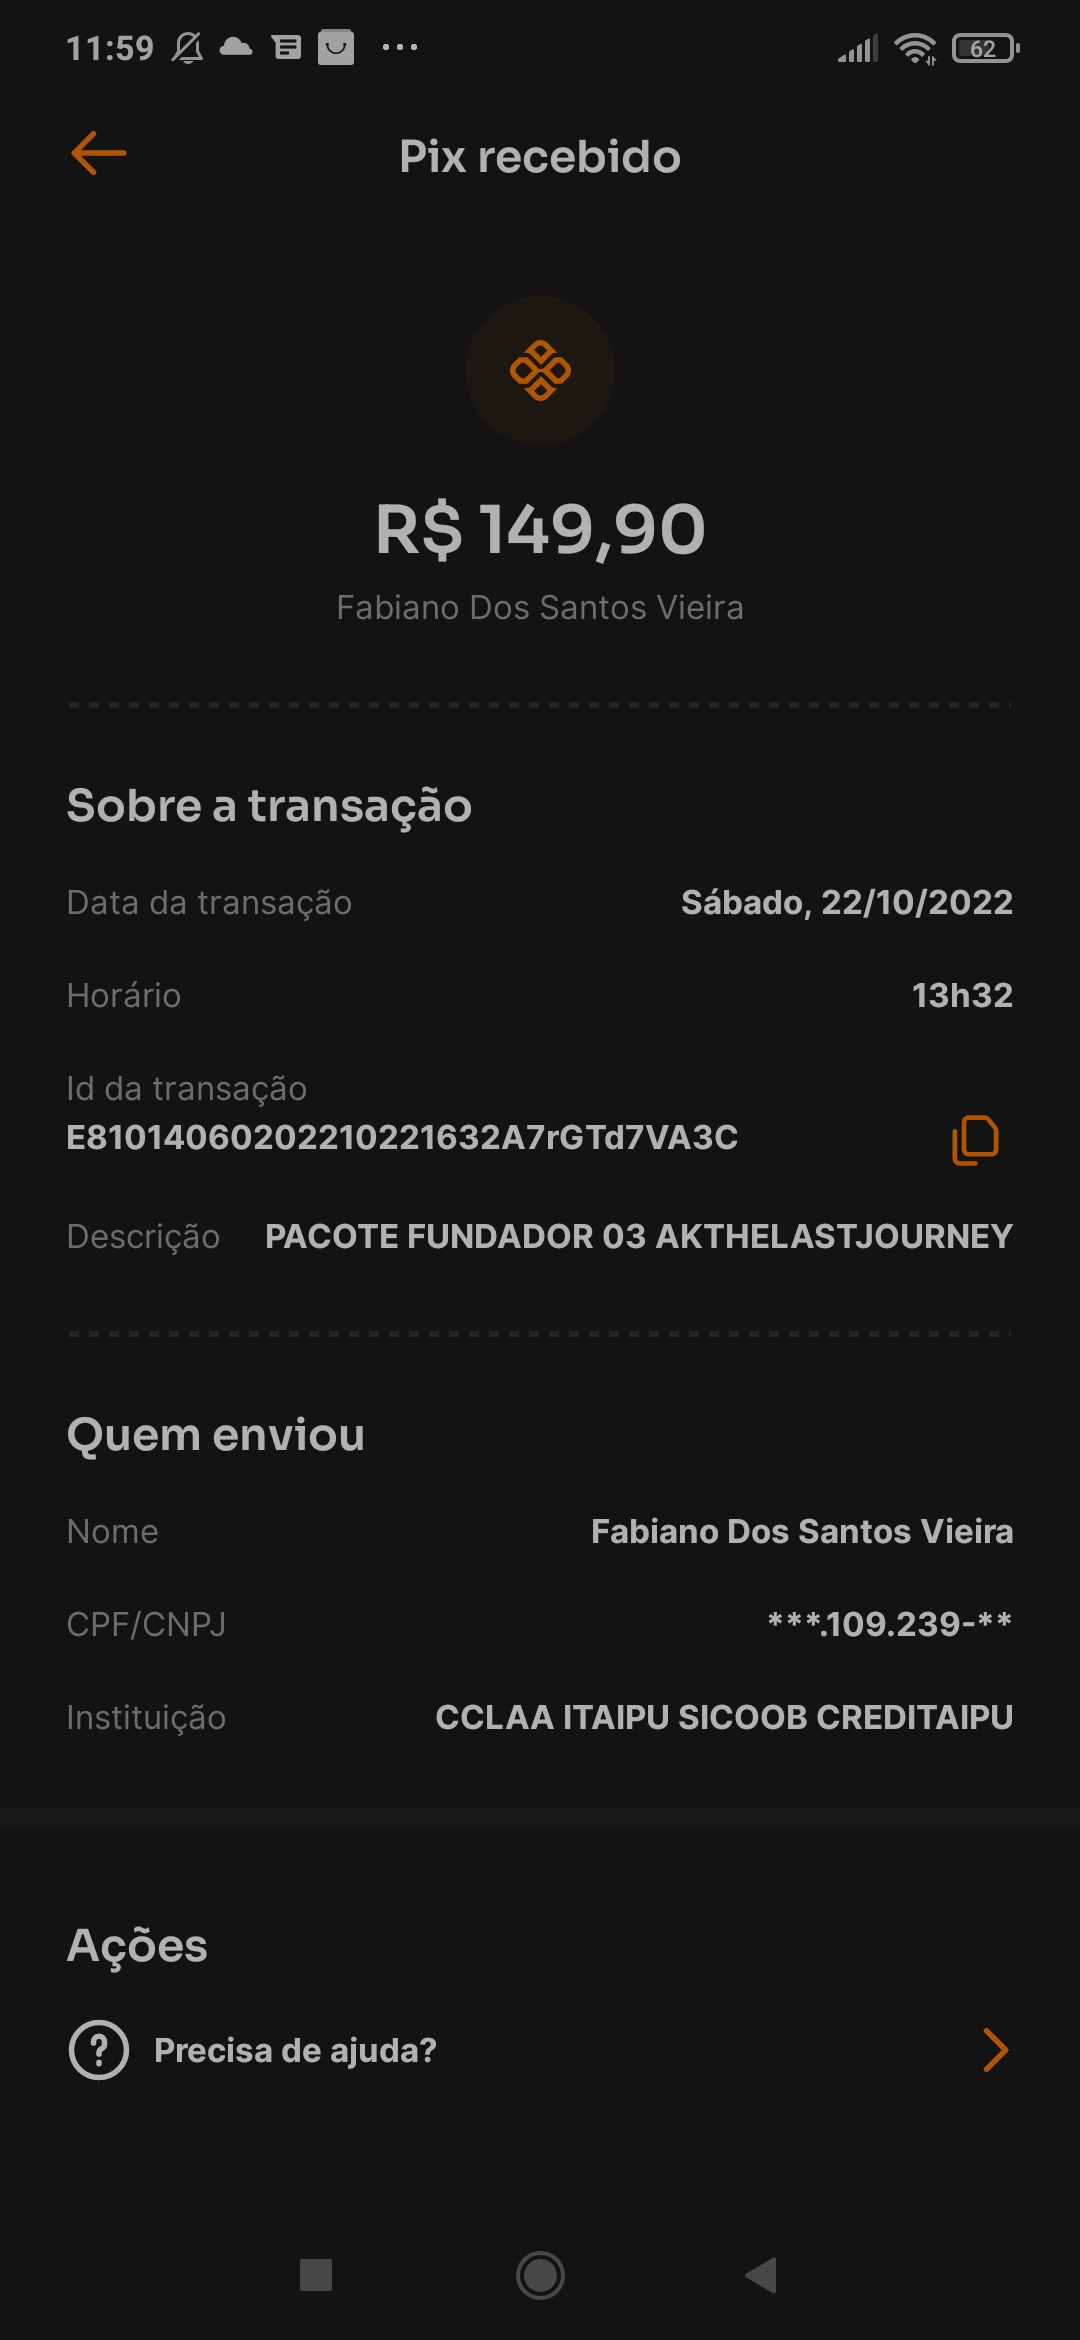 11:59
62
Pix recebido
R$ 149,90
Fabiano Dos Santos Vieira
Sobre a transação
Data da transação Sábado, 22/10/2022
Horário 13h32
Id da transação
E81014060202210221632A7rGTd7VA3C
Descrição PACOTE FUNDADOR 03 AKTHELASTJOURNEY
Quem enviou
Nome Fabiano Dos Santos Vieira
CPF/CNPJ ***.109.239-**
Instituição CCLAA ITAIPU SICOOB CREDITAIPU
Ações
Precisa de ajuda?